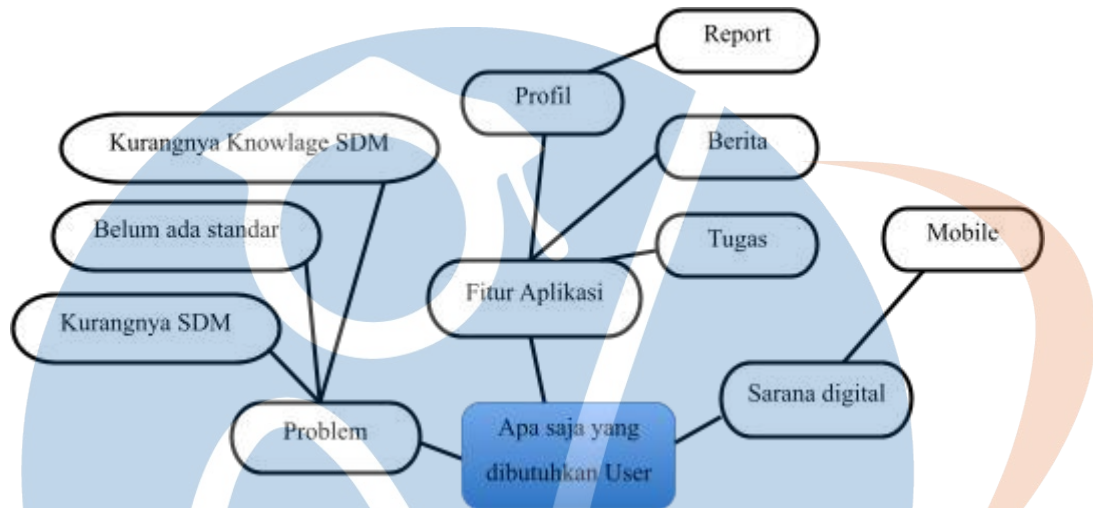 Report
Profil
Kurangnya Knowlage SDM
Berita
Belum ada standar
Tugas
Mobile
Fitur Aplikasi
Kurangnya SDM
Sarana digital
Problem
Apa saja yang
dibutuhkan User